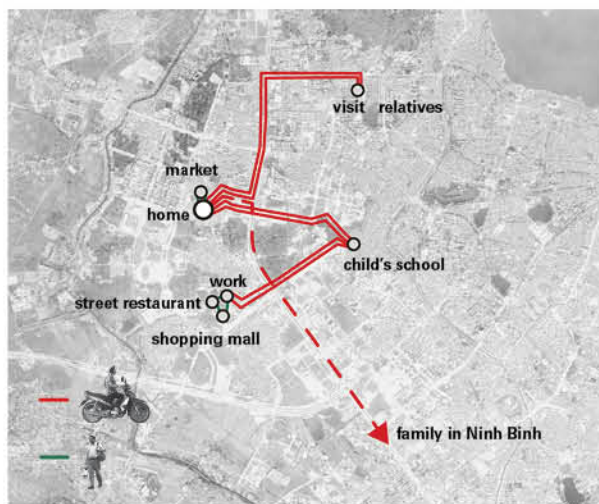 visit relatives
market
home
child's school
work
street restaurant
shopping mall
family in Ninh Binh